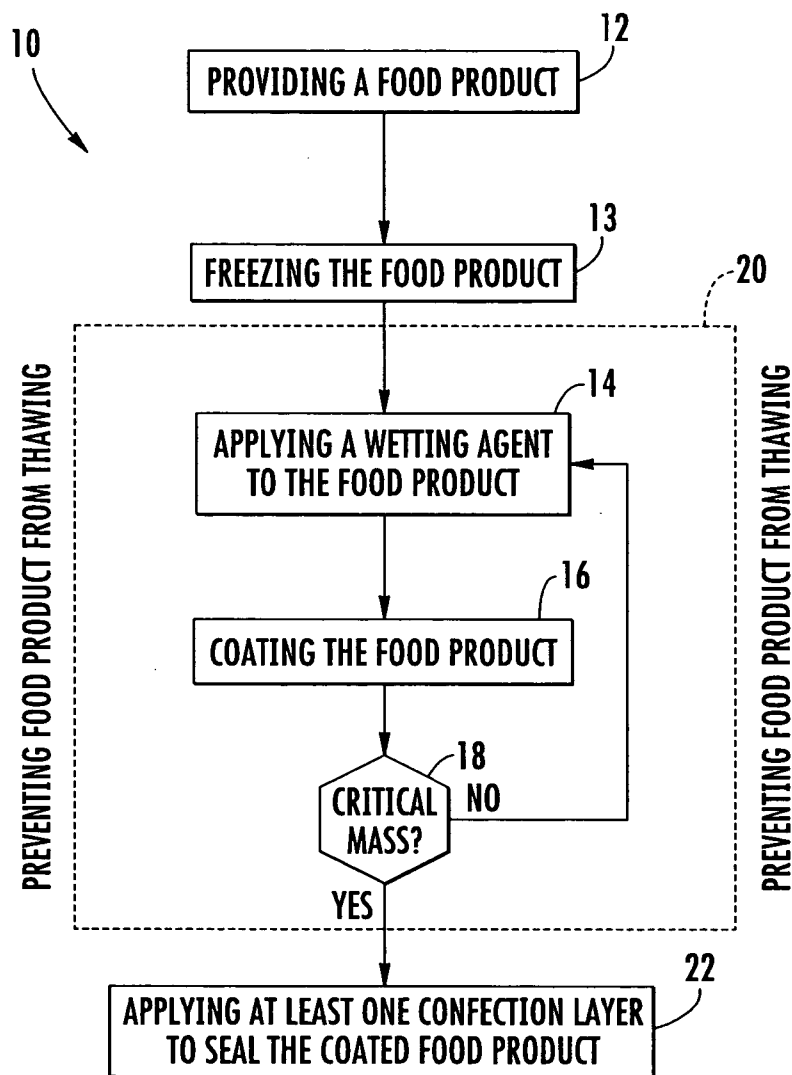 10
12
PROVIDING A FOOD PRODUCT
13
FREEZING THE FOOD PRODUCT
20
PREVENTING FOOD PRODUCT FROM THAWING
14
APPLYING A WETTING AGENT
TO THE FOOD PRODUCT
16
COATING THE FOOD PRODUCT
18
CRITICAL
MASS?
NO
YES
PREVENTING FOOD PRODUCT FROM THAWING
22
APPLYING AT LEAST ONE CONFECTION LAYER
TO SEAL THE COATED FOOD PRODUCT